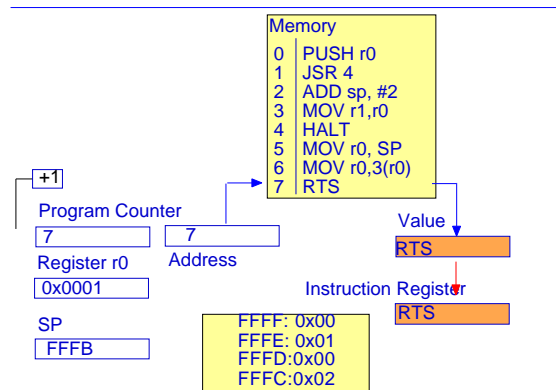 Memory
0 PUSH r0
1 JSR 4
2 ADD sp, #2
3 MOV r1,r0
4 HALT
5 MOV r0, SP
6 MOV r0,3(r0)
7 RTS
+1
Program Counter
7
7
Address
Value
RTS
Register r0
0x0001
Instruction Register
RTS
SP
FFFB
FFFF: 0x00
FFFE: 0x01
FFFD:0x00
FFFC:0x02